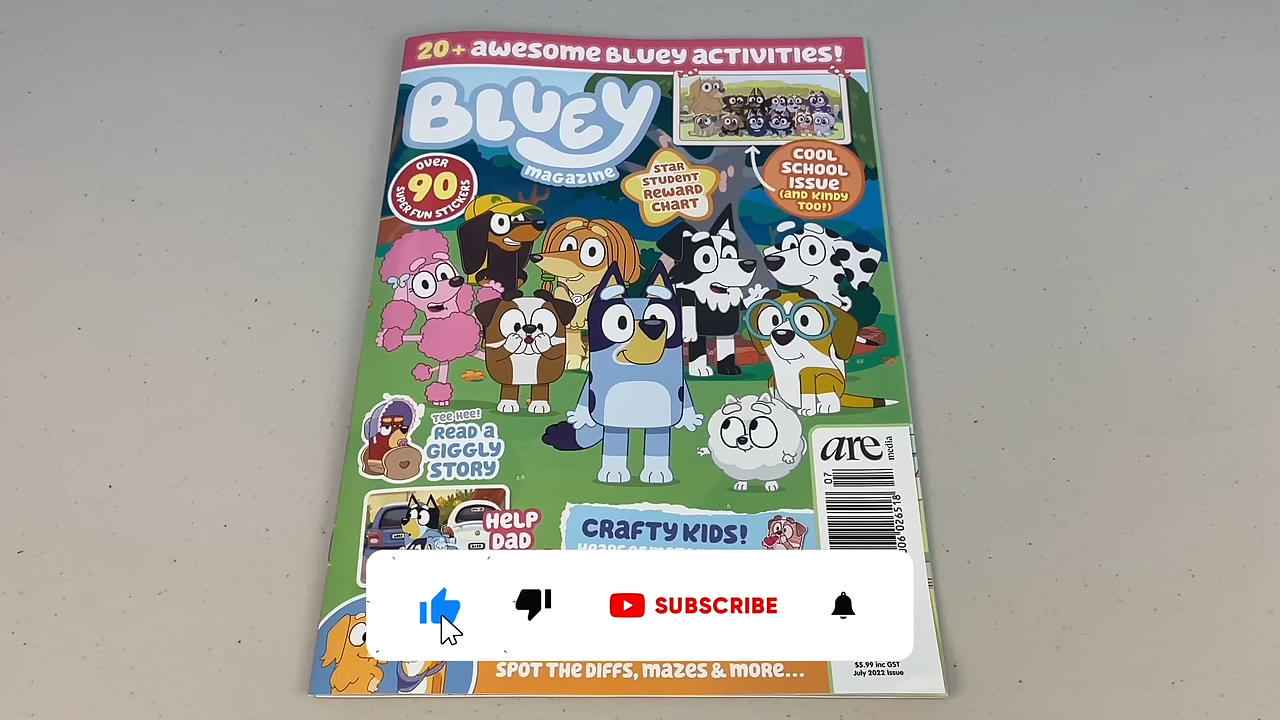 20+ awesome BLUEY activities!
BLUEY
magazine
OVER
90
SUPER FUN STICKERS
STAR
STUDENT
REWARD
CHART
COOL
SCHOOL
ISSUE
(AND KINDY
TOO!)
TEE HEE!
READ A
GIGGLY
STORY
HELP
DAD
CRAFTY KIDS!
are
media
07
SUBSCRIBE
SPOT THE DIFFS, mazes & more...
$5.99 inc GST
July 2022 Issue